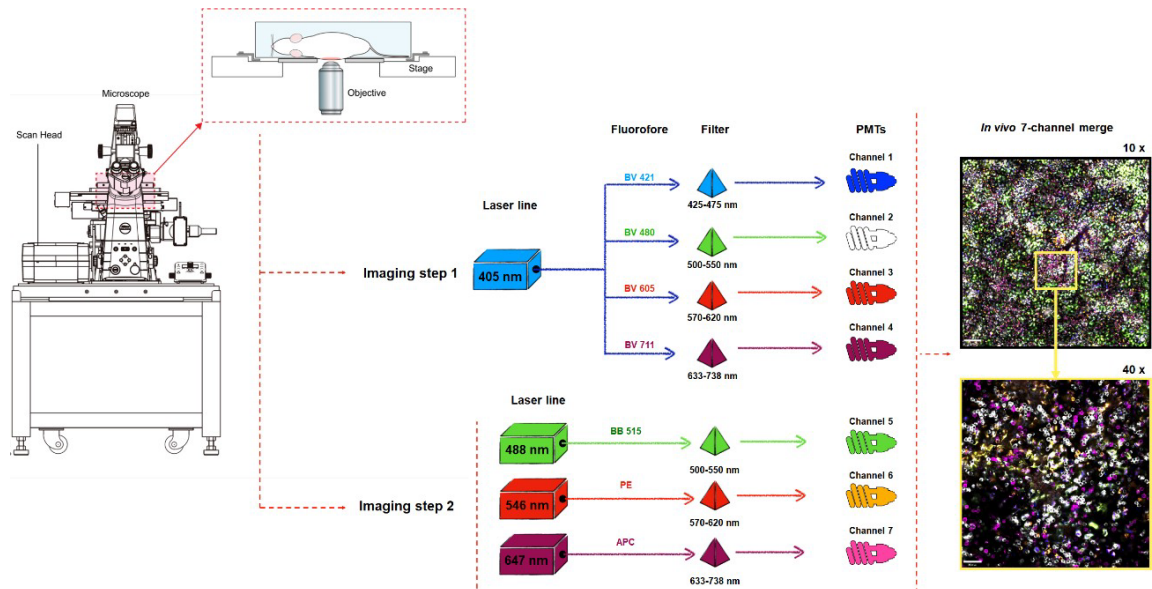 Stage
Objective
Microscope
Scan Head
Fluorofore
Filter
PMTs
In vivo 7-channel merge
10 x
Laser line
Imaging step 1
405 nm
BV 421
425-475 nm
Channel 1
BV 480
500-550 nm
Channel 2
BV 605
570-620 nm
Channel 3
BV 711
633-738 nm
Channel 4
40 x
Laser line
Imaging step 2
488 nm
BB 515
500-550 nm
Channel 5
546 nm
PE
570-620 nm
Channel 6
647 nm
APC
633-738 nm
Channel 7